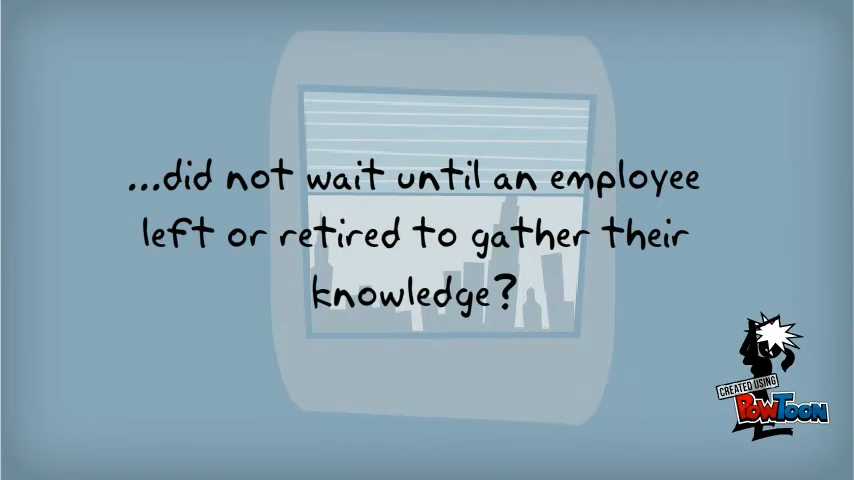 ...did not wait until an employee
left or retired to gather their
knowledge?
CREATED USING
POWTOON